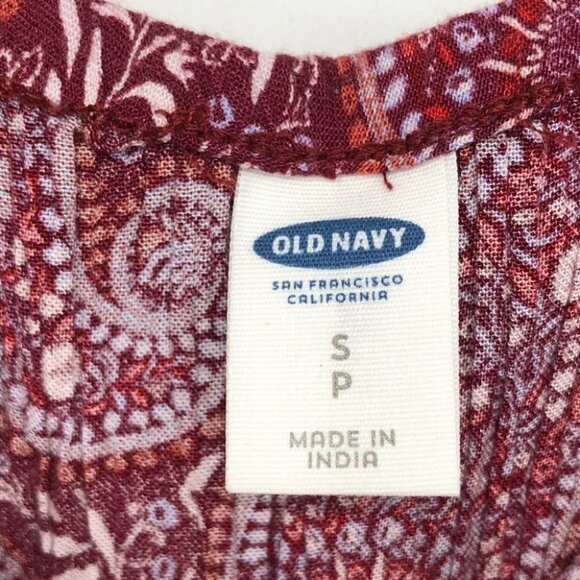 OLD NAVY
SAN FRANCISCO
CALIFORNIA
S
P
MADE IN
INDIA